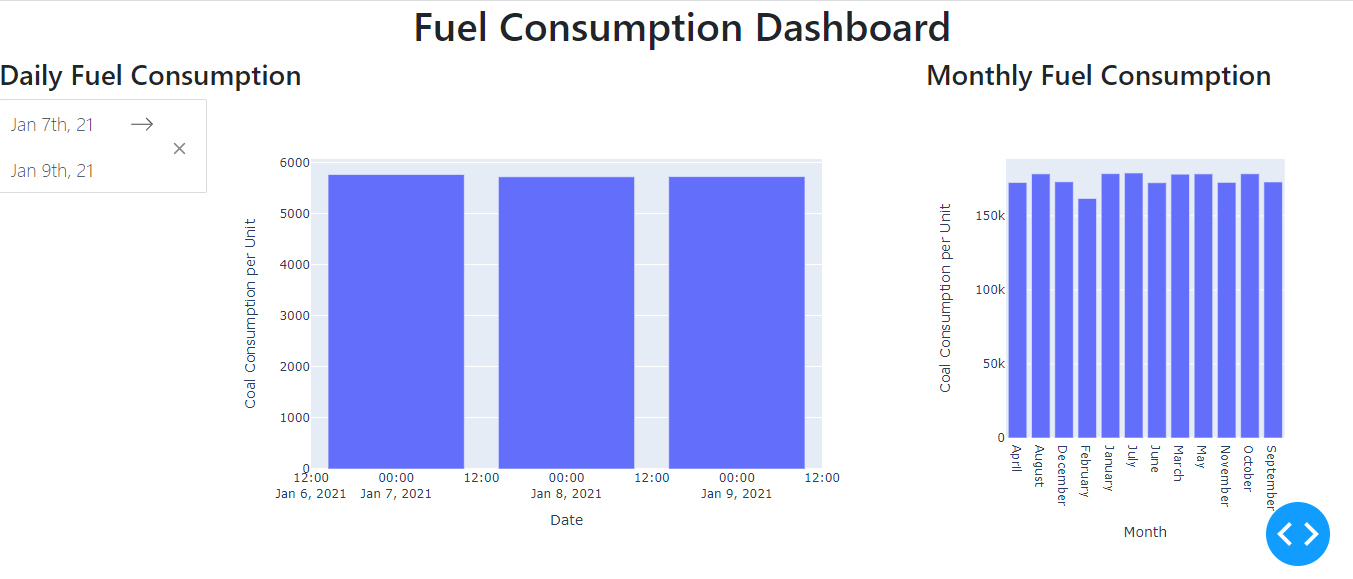 Fuel Consumption Dashboard
Daily Fuel Consumption
Jan 7th, 21
Jan 9th, 21
Coal Consumption per Unit
6000
5000
4000
3000
2000
1000
0
12:00 00:00 12:00 00:00 12:00 00:00 12:00
Jan 6, 2021 Jan 7, 2021 Jan 8, 2021 Jan 9, 2021
Date
Monthly Fuel Consumption
Coal Consumption per Unit
150k
100k
50k
0
April
August
December
February
January
July
June
March
May
November
October
September
Month